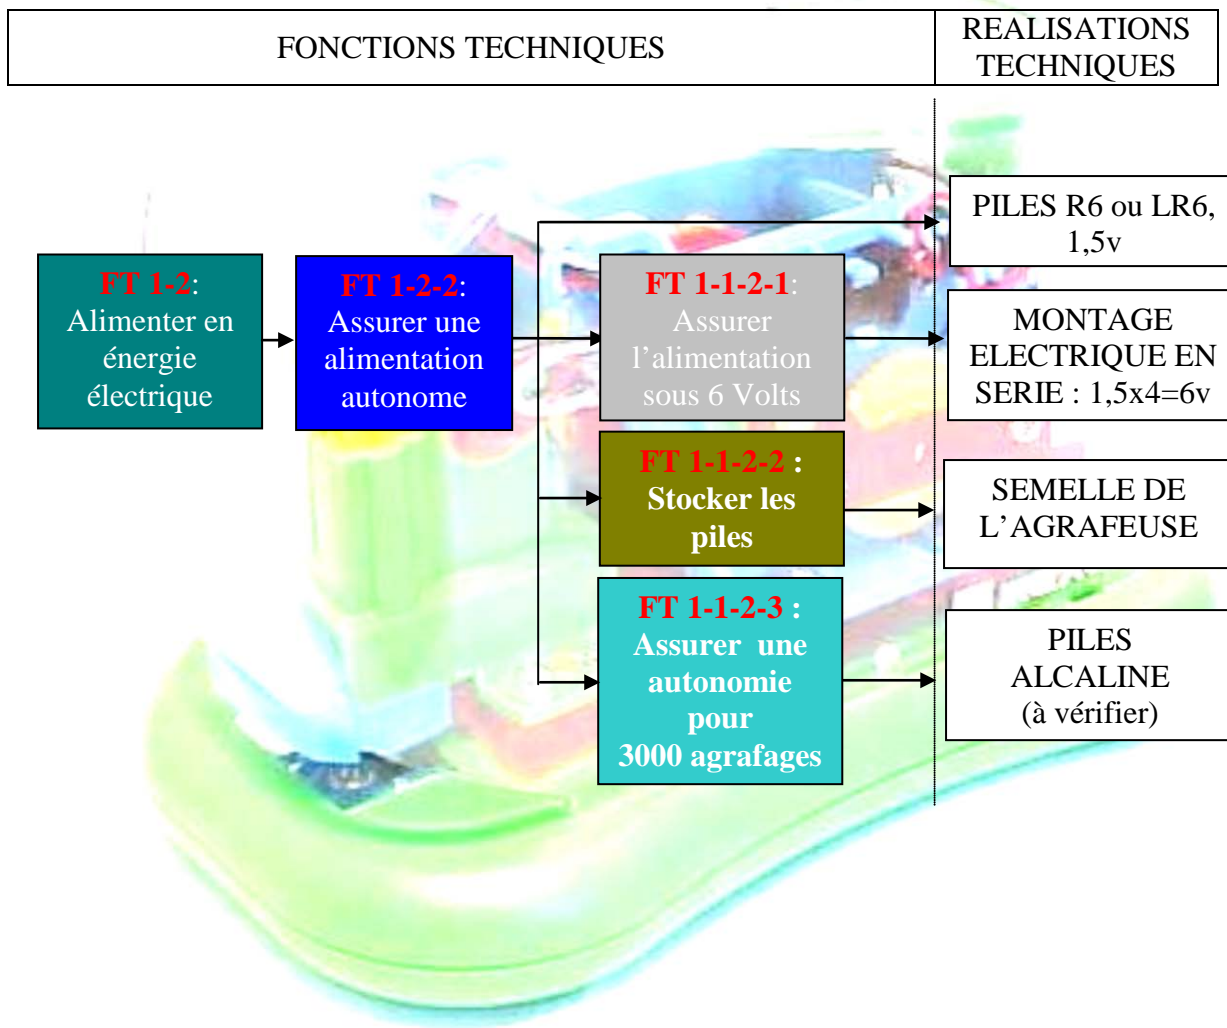 FONCTIONS TECHNIQUES
REALISATIONS
TECHNIQUES
PILES R6 ou LR6,
1,5v
FT 1-2:
Alimenter en
énergie
électrique
FT 1-2-2:
Assurer une
alimentation
autonome
FT 1-1-2-1:
Assurer
l’alimentation
sous 6 Volts
MONTAGE
ELECTRIQUE EN
SERIE : 1,5x4=6v
FT 1-1-2-2 :
Stocker les
piles
SEMELLE DE
L’AGRAFEUSE
FT 1-1-2-3 :
Assurer une
autonomie
pour
3000 agrafages
PILES
ALCALINE
(à vérifier)